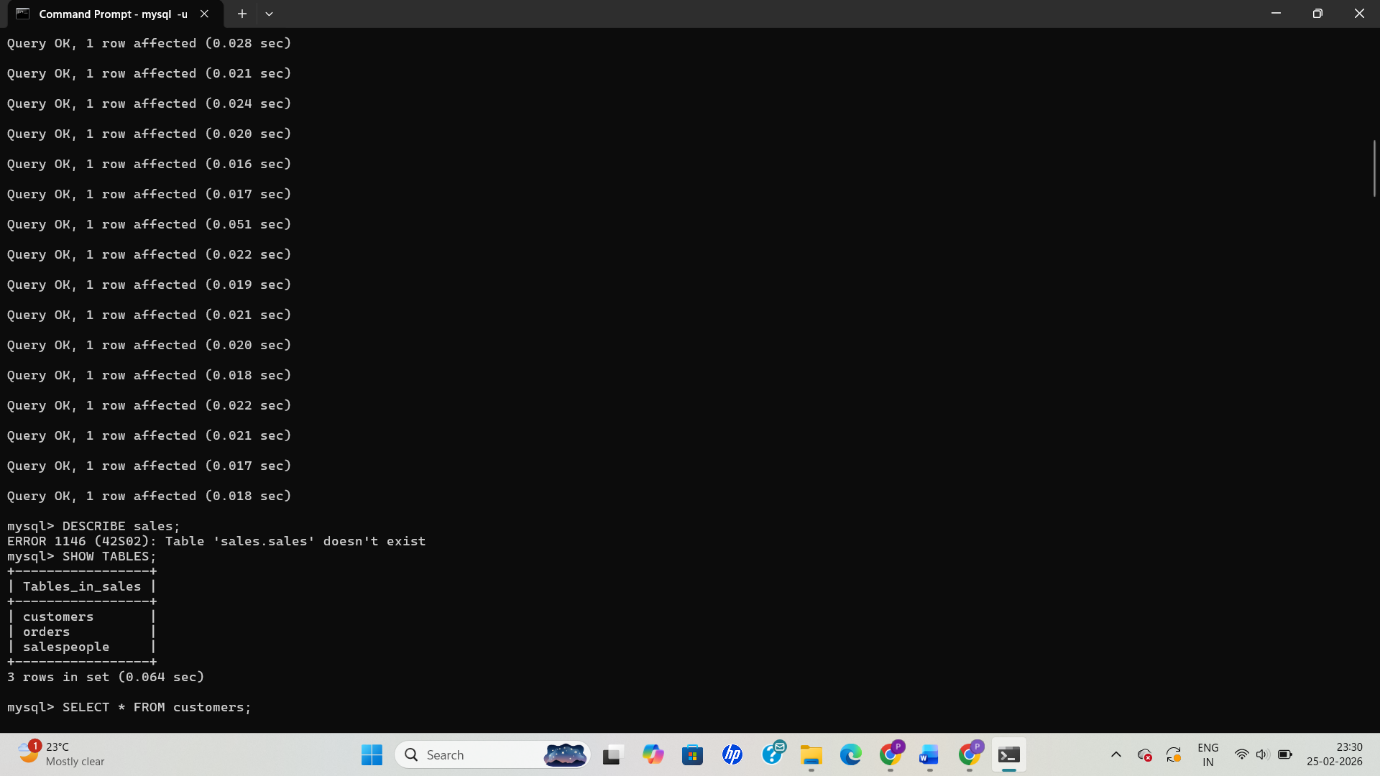 Command Prompt - mysql -u
Query OK, 1 row affected (0.028 sec)
Query OK, 1 row affected (0.021 sec)
Query OK, 1 row affected (0.024 sec)
Query OK, 1 row affected (0.020 sec)
Query OK, 1 row affected (0.016 sec)
Query OK, 1 row affected (0.017 sec)
Query OK, 1 row affected (0.051 sec)
Query OK, 1 row affected (0.022 sec)
Query OK, 1 row affected (0.019 sec)
Query OK, 1 row affected (0.021 sec)
Query OK, 1 row affected (0.020 sec)
Query OK, 1 row affected (0.018 sec)
Query OK, 1 row affected (0.022 sec)
Query OK, 1 row affected (0.021 sec)
Query OK, 1 row affected (0.017 sec)
Query OK, 1 row affected (0.018 sec)
mysql> DESCRIBE sales;
ERROR 1146 (42S02): Table 'sales.sales' doesn't exist
mysql> SHOW TABLES;
+-----------------+
| Tables_in_sales |
+-----------------+
| customers       |
| orders          |
| salespeople     |
+-----------------+
3 rows in set (0.064 sec)
mysql> SELECT * FROM customers;
1
23°C
Mostly clear
Search
hp
P
W
P
ENG
IN
23:30
25-02-2026